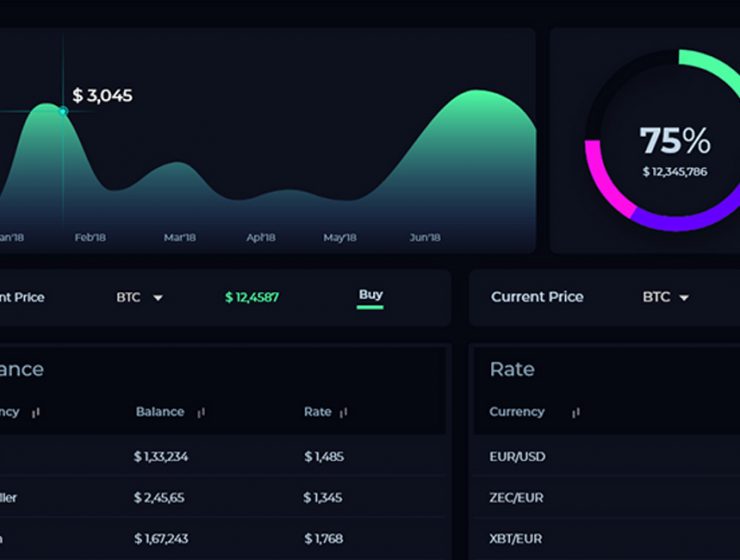 $ 3,045
an'18 Feb'18 Mar'18 Apl'18 May'18 Jun'18
75%
$ 12,345,786
nt Price BTC $ 12,4587 Buy
Current Price BTC
ance
ncy Balance Rate
$ 1,33,234 $ 1,485
ller $ 2,45,65 $ 1,345
n $ 1,67,243 $ 1,768
Rate
Currency
EUR/USD
ZEC/EUR
XBT/EUR